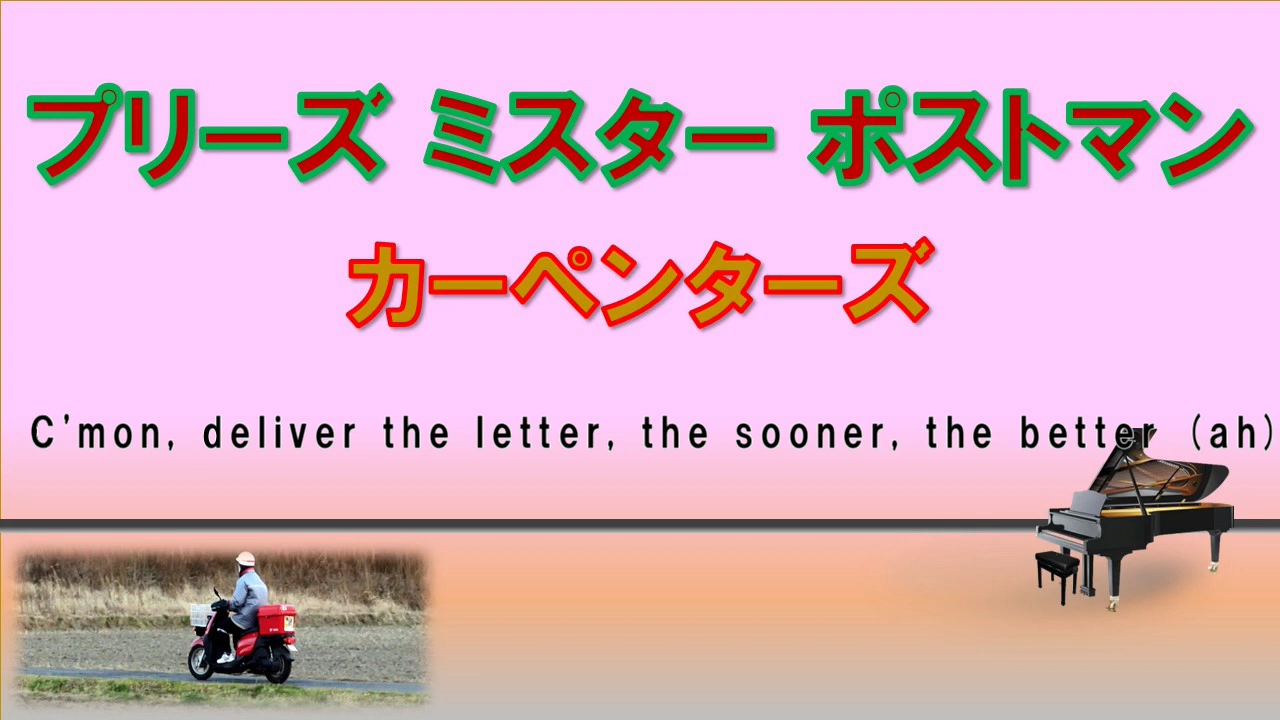 プリーズ ミスター ポストマン
カーペンターズ
C'mon, deliver the letter, the sooner, the better (ah)